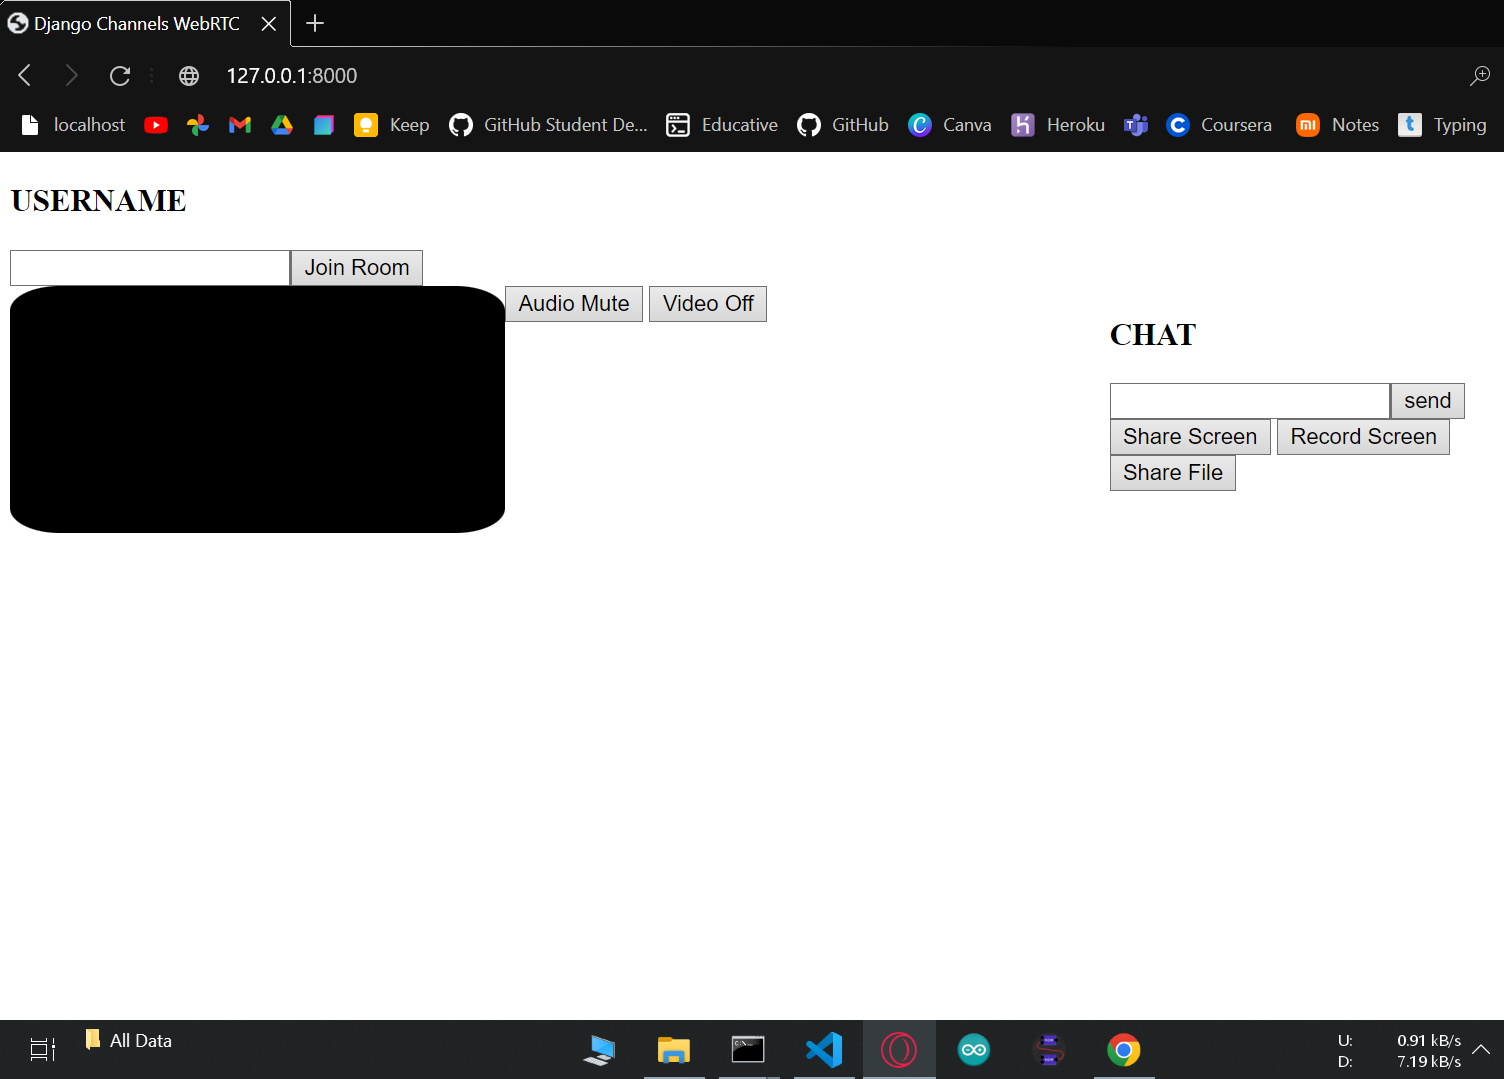 Django Channels WebRTC
127.0.0.1:8000
localhost Keep GitHub Student De... Educative GitHub Canva Heroku Coursera Notes Typing
USERNAME
Join Room
Audio Mute Video Off
CHAT
send
Share Screen Record Screen
Share File
All Data
U: 0.91 kB/s
D: 7.19 kB/s